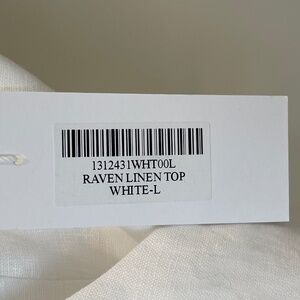 1312431WHT00L
RAVEN LINEN TOP
WHITE-L